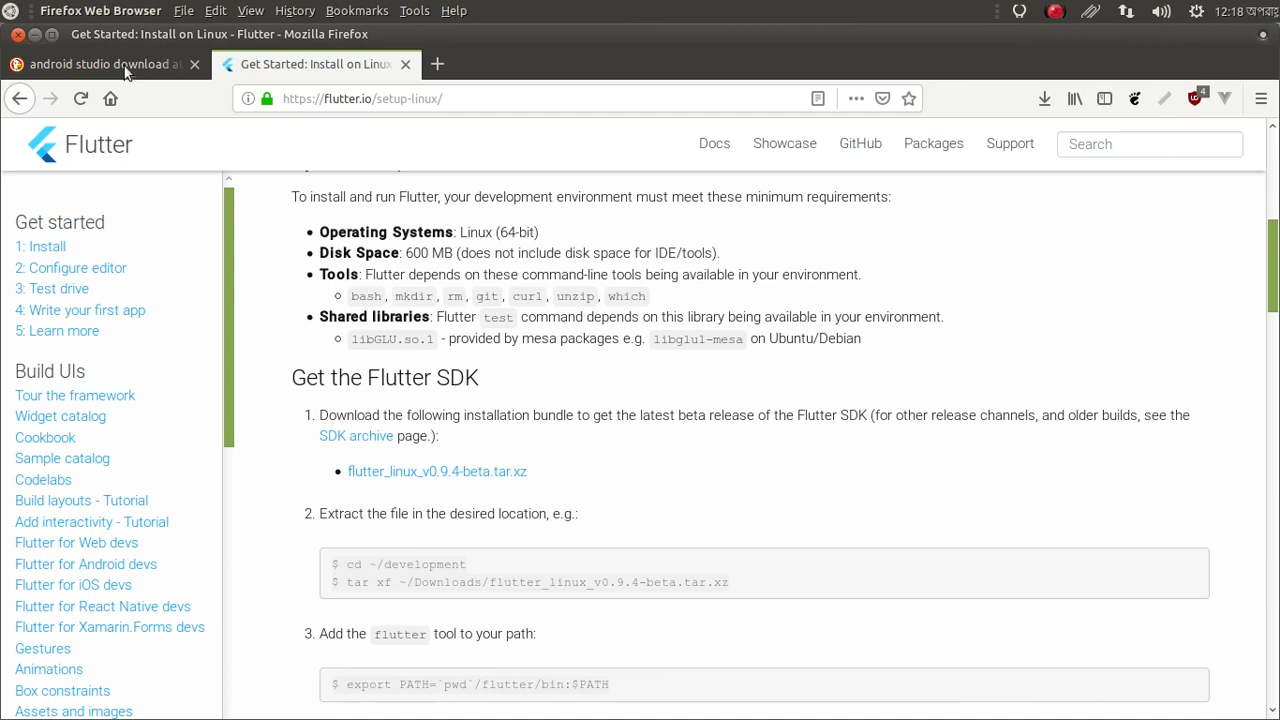 Firefox Web Browser File Edit View History Bookmarks Tools Help 12:18 অপরাহ্ণ
Get Started: Install on Linux - Flutter - Mozilla Firefox
android studio download a Get Started: Install on Linux
https://flutter.io/setup-linux/ 4
Flutter Docs Showcase GitHub Packages Support Search
Get started
1: Install
2: Configure editor
3: Test drive
4: Write your first app
5: Learn more
Build UIs
Tour the framework
Widget catalog
Cookbook
Sample catalog
Codelabs
Build layouts - Tutorial
Add interactivity - Tutorial
Flutter for Web devs
Flutter for Android devs
Flutter for iOS devs
Flutter for React Native devs
Flutter for Xamarin.Forms devs
Gestures
Animations
Box constraints
Assets and images
To install and run Flutter, your development environment must meet these minimum requirements:
• Operating Systems: Linux (64-bit)
• Disk Space: 600 MB (does not include disk space for IDE/tools).
• Tools: Flutter depends on these command-line tools being available in your environment.
bash, mkdir, rm, git, curl, unzip, which
• Shared libraries: Flutter test command depends on this library being available in your environment.
libGLU.so.1 - provided by mesa packages e.g. libglu1-mesa on Ubuntu/Debian
Get the Flutter SDK
1. Download the following installation bundle to get the latest beta release of the Flutter SDK (for other release channels, and older builds, see the
SDK archive page.):
• flutter_linux_v0.9.4-beta.tar.xz
2. Extract the file in the desired location, e.g.:
$ cd ~/development
$ tar xf ~/Downloads/flutter_linux_v0.9.4-beta.tar.xz
3. Add the flutter tool to your path:
$ export PATH=`pwd`/flutter/bin:$PATH